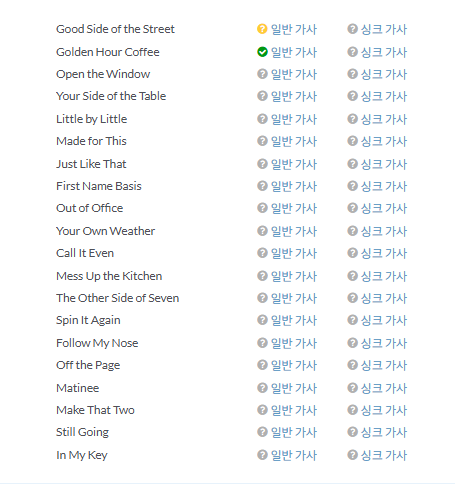 Good Side of the Street 일반 가사 싱크 가사
Golden Hour Coffee 일반 가사 싱크 가사
Open the Window 일반 가사 싱크 가사
Your Side of the Table 일반 가사 싱크 가사
Little by Little 일반 가사 싱크 가사
Made for This 일반 가사 싱크 가사
Just Like That 일반 가사 싱크 가사
First Name Basis 일반 가사 싱크 가사
Out of Office 일반 가사 싱크 가사
Your Own Weather 일반 가사 싱크 가사
Call It Even 일반 가사 싱크 가사
Mess Up the Kitchen 일반 가사 싱크 가사
The Other Side of Seven 일반 가사 싱크 가사
Spin It Again 일반 가사 싱크 가사
Follow My Nose 일반 가사 싱크 가사
Off the Page 일반 가사 싱크 가사
Matinee 일반 가사 싱크 가사
Make That Two 일반 가사 싱크 가사
Still Going 일반 가사 싱크 가사
In My Key 일반 가사 싱크 가사